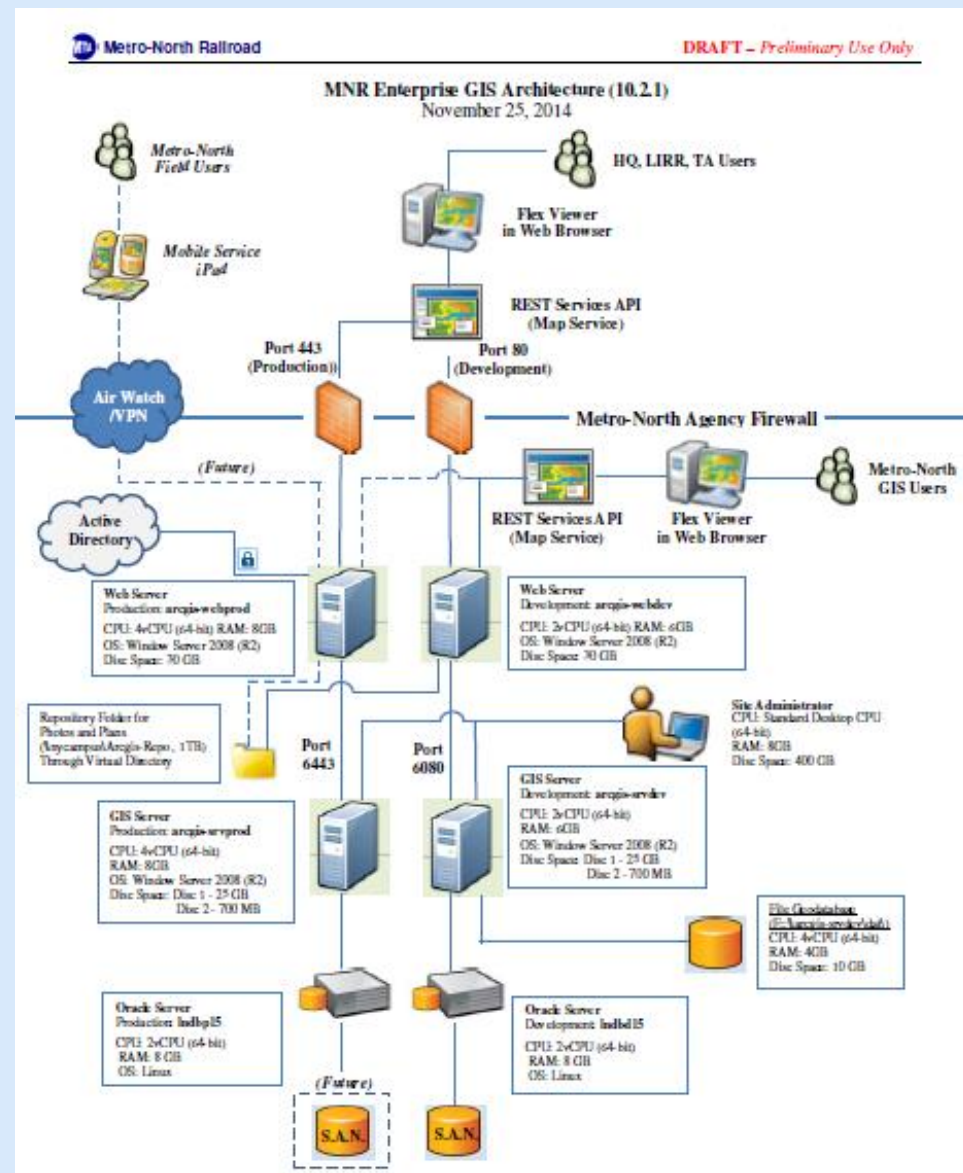 MTA Metro-North Railroad
DRAFT – Preliminary Use Only
MNR Enterprise GIS Architecture (10.2.1)
November 25, 2014
Metro-North
Field Users
HQ, LIRR, TA Users
Flex Viewer
in Web Browser
Mobile Service
iPad
REST Services API
(Map Service)
Port 443
(Production))
Port 80
(Development)
Air Watch
/VPN
Metro-North Agency Firewall
(Future)
Active
Directory
REST Services API
(Map Service)
Flex Viewer
in Web Browser
Metro-North
GIS Users
Web Server
Production: arcgis-webprod
CPU: 4vCPU (64-bit) RAM: 8GB
OS: Window Server 2008 (R2)
Disc Space: 70 GB
Web Server
Development: arcgis-webdev
CPU: 2vCPU (64-bit) RAM: 6GB
OS: Window Server 2008 (R2)
Disc Space: 70 GB
Repository Folder for
Photos and Plans
1TB)
Through Virtual Directory
Port
6443
Port
6080
Site Administrator
CPU: Standard Desktop CPU
(64-bit)
RAM: 8GB
Disc Space: 400 GB
GIS Server
Production: arcgis-srvprod
CPU: 4vCPU (64-bit)
RAM: 8GB
OS: Window Server 2008 (R2)
Disc Space: Disc 1 - 25 GB
Disc 2 - 700 MB
GIS Server
Development: arcgis-srvdev
CPU: 2vCPU (64-bit)
RAM: 6GB
OS: Window Server 2008 (R2)
Disc Space: Disc 1 - 25 GB
Disc 2 - 700 MB
File Geodatabase
CPU: 4vCPU (64-bit)
RAM: 4GB
Disc Space: 10 GB
Oracle Server
Production:
CPU: 2vCPU (64-bit)
RAM: 8 GB
OS: Linux
Oracle Server
Development:
CPU: 2vCPU (64-bit)
RAM: 8 GB
OS: Linux
(Future)
S.A.N.
S.A.N.